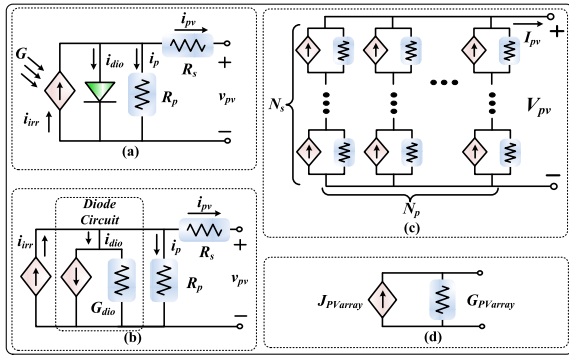 i_pv
G
i_dio
i_p
R_s
+
i_irr
R_p
v_pv
−
(a)
Diode
Circuit
i_pv
i_irr
i_dio
i_p
R_s
+
G_dio
R_p
v_pv
−
(b)
I_pv
+
N_s
V_pv
−
N_p
(c)
J_PVarray
G_PVarray
(d)